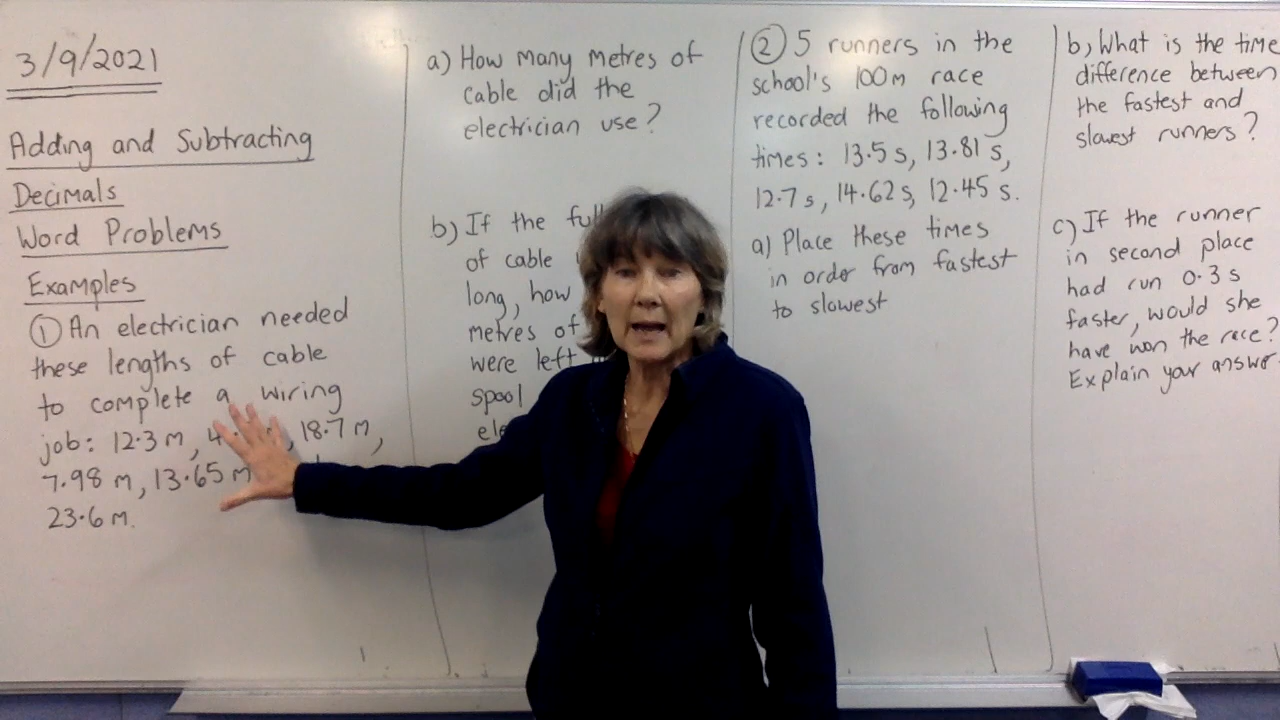 3/9/2021
Adding and Subtracting
Decimals
Word Problems
Examples
① An electrician needed
these lengths of cable
to complete a wiring
job: 12.3 m, 4 , 18.7 m,
7.98 m, 13.65 m
23.6 m.
a) How many metres of
cable did the
electrician use?
b) If the full
of cable
long, how
metres of
were left
spool
② 5 runners in the
school's 100m race
recorded the following
times: 13.5 s, 13.81 s,
12.7 s, 14.62 s, 12.45 s.
a) Place these times
in order from fastest
to slowest
b) What is the time
difference between
the fastest and
slowest runners?
c) If the runner
in second place
had run 0.3 s
faster, would she
have won the race?
Explain your answer.